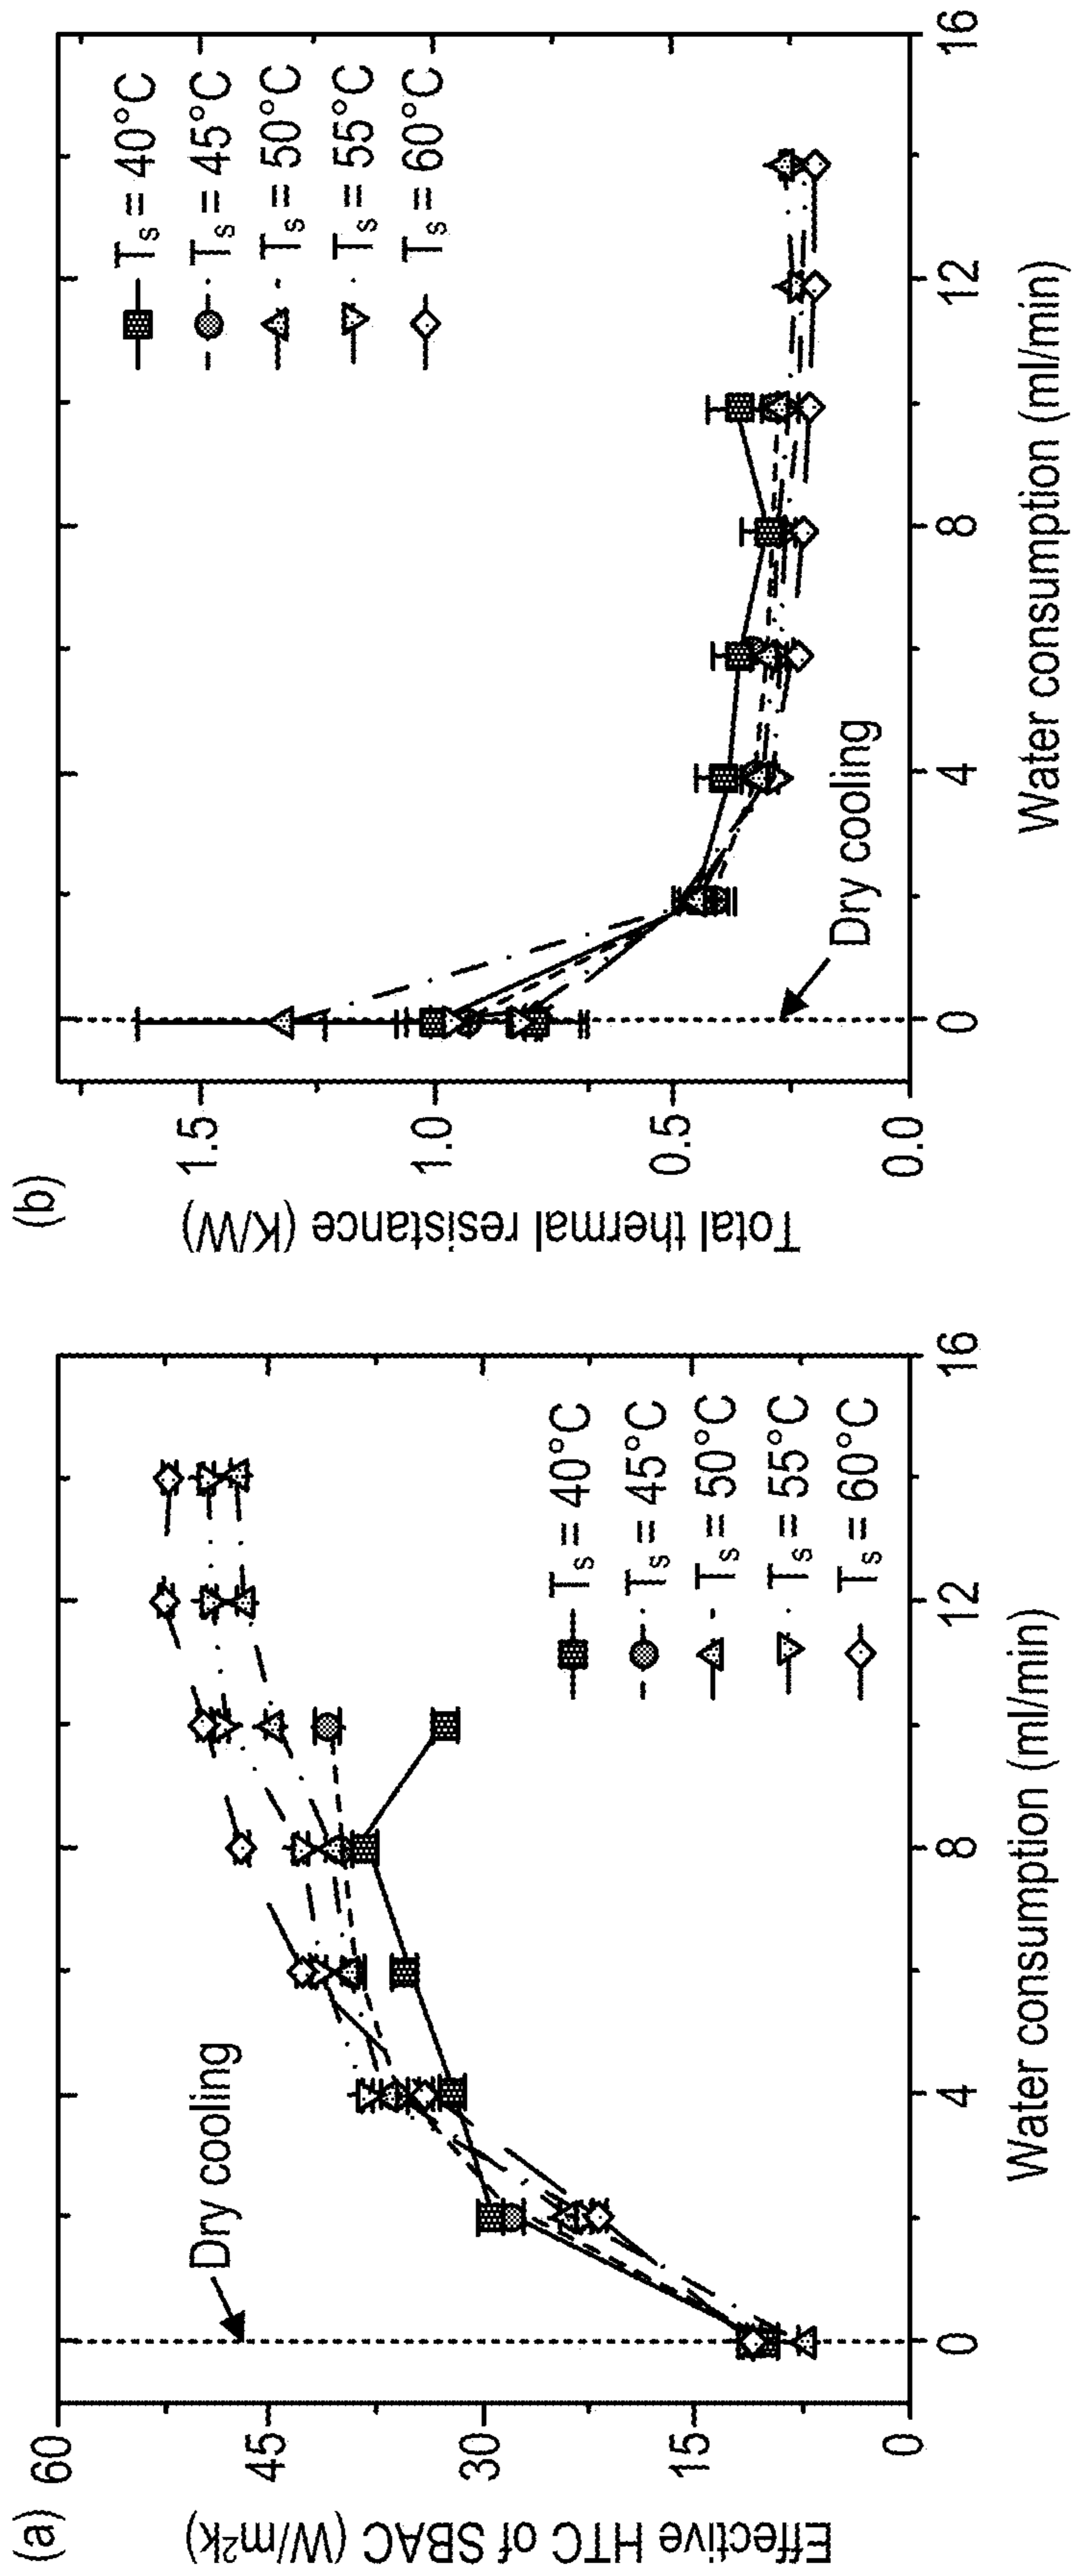 (a)
Effective HTC of SBAC (W/m²k)
60
45
30
15
0
Dry cooling
Tₛ = 40°C
Tₛ = 45°C
Tₛ = 50°C
Tₛ = 55°C
Tₛ = 60°C
0 4 8 12 16
Water consumption (ml/min)
(b)
Total thermal resistance (K/W)
1.5
1.0
0.5
0.0
Tₛ = 40°C
Tₛ = 45°C
Tₛ = 50°C
Tₛ = 55°C
Tₛ = 60°C
Dry cooling
0 4 8 12 16
Water consumption (ml/min)